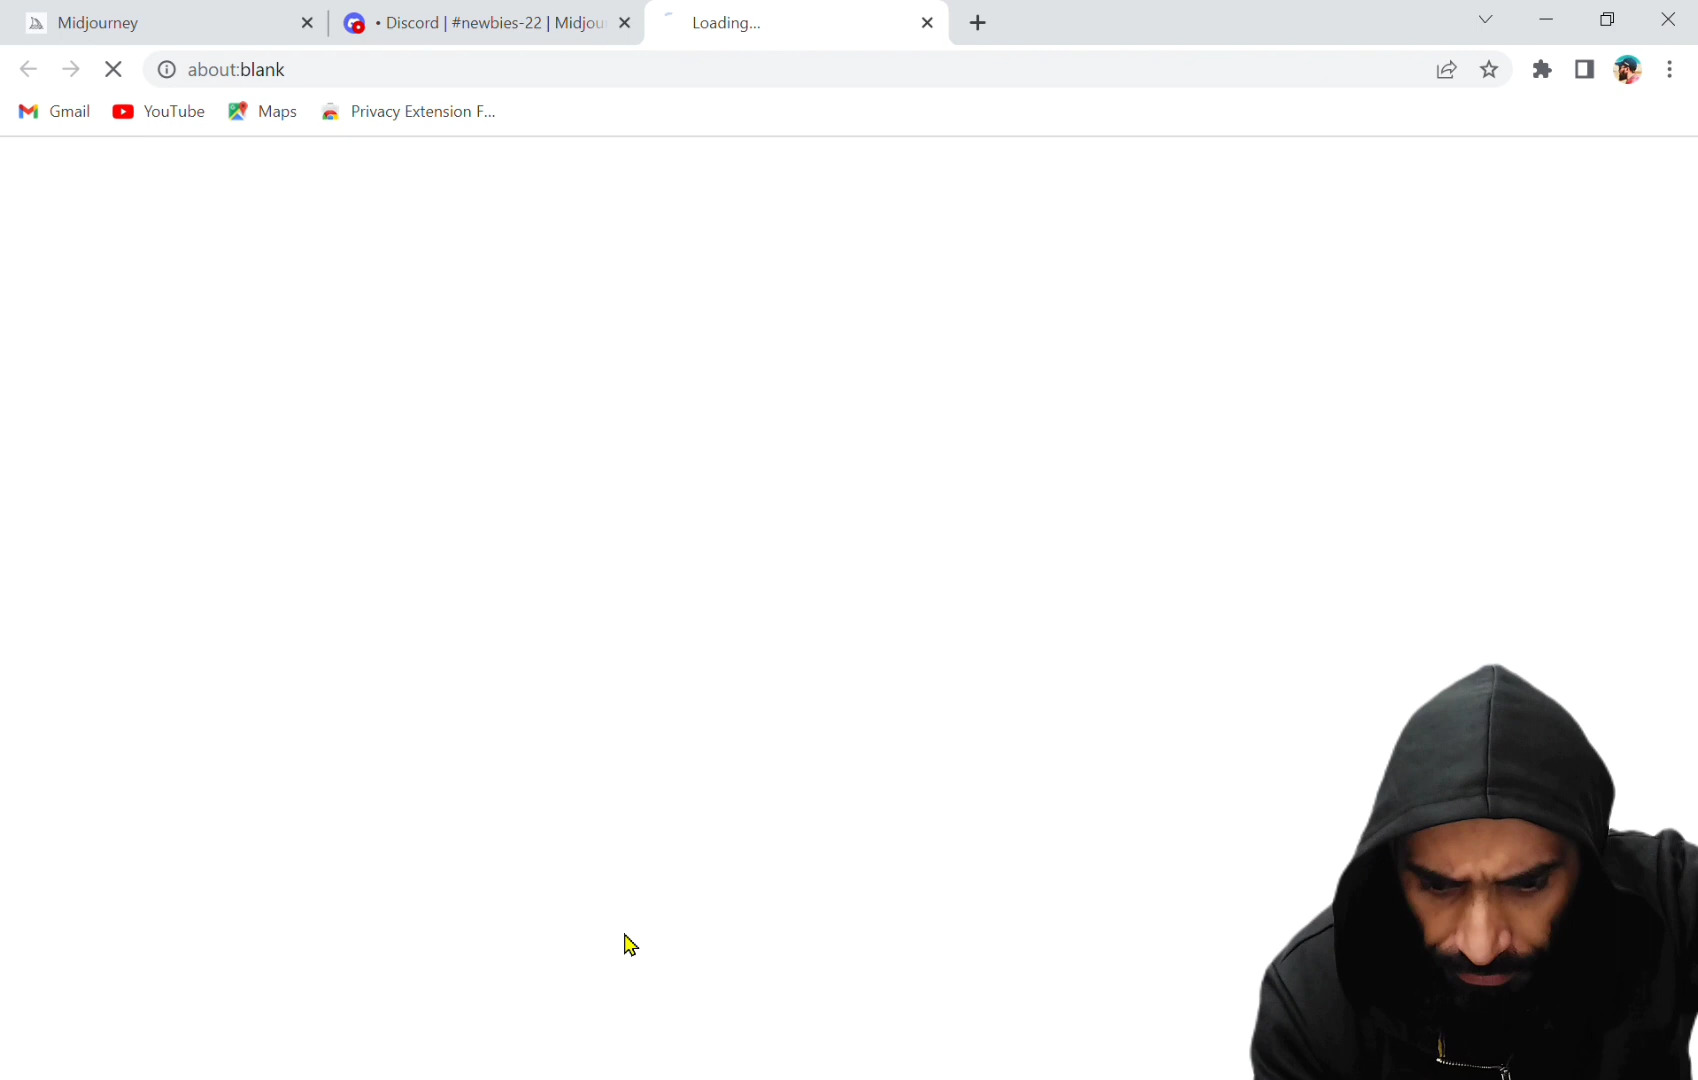 Midjourney
• Discord | #newbies-22 | Midjou
Loading...
about:blank
Gmail
YouTube
Maps
Privacy Extension F...